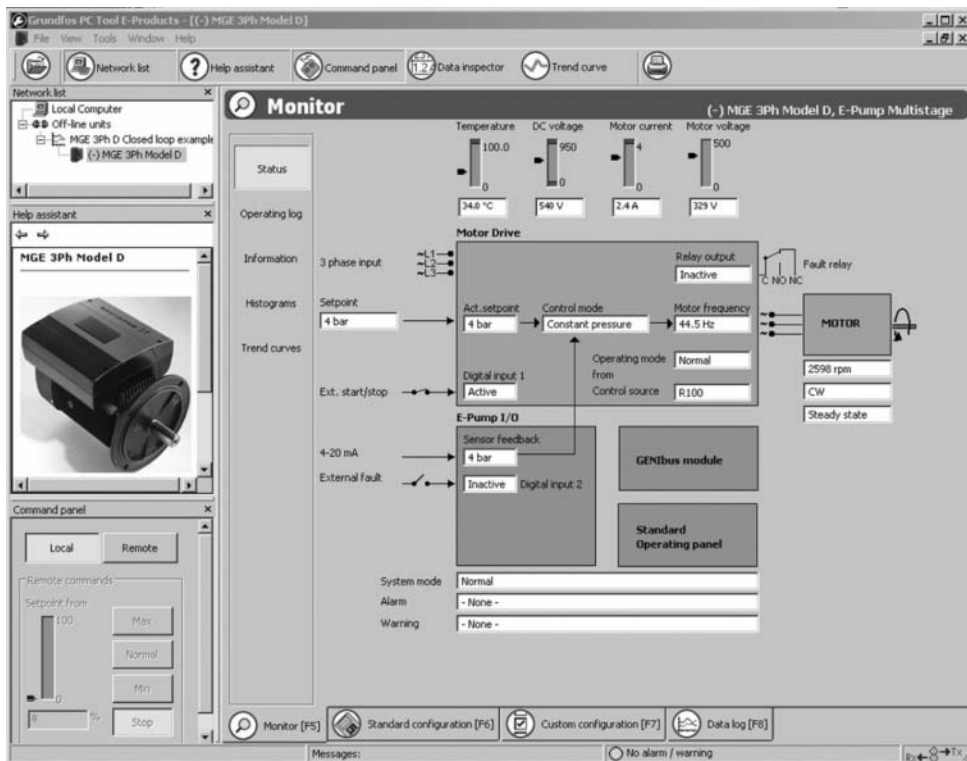 Grundfos PC Tool E-Products - [(-) MGE 3Ph Model D]
File View Tools Window Help
Network list Help assistant Command panel Data inspector Trend curve
Network list
Local Computer
Off-line units
MGE 3Ph D Closed loop example
(-) MGE 3Ph Model D
Help assistant
MGE 3Ph Model D
Command panel
Local Remote
Remote commands
Setpoint from
100
0
0 %
Max
Normal
Min
Stop
Monitor
(-) MGE 3Ph Model D, E-Pump Multistage
Status
Operating log
Information
Histograms
Trend curves
Temperature DC voltage Motor current Motor voltage
100.0 950 4 500
0 0 0 0
34.0 °C 540 V 2.4 A 329 V
Motor Drive
3 phase input
~L1
~L2
~L3
Relay output
Inactive
C NO NC
Fault relay
Setpoint
4 bar
Act.setpoint
4 bar
Control mode
Constant pressure
Motor frequency
44.5 Hz
MOTOR
2598 rpm
CW
Steady state
Operating mode
from
Control source
Normal
R100
Ext. start/stop
Digital input 1
Active
E-Pump I/O
Sensor feedback
4-20 mA
4 bar
External fault
Inactive Digital input 2
GENIbus module
Standard
Operating panel
System mode Normal
Alarm - None -
Warning - None -
Monitor [F5] Standard configuration [F6] Custom configuration [F7] Data log [F8]
Messages: No alarm / warning
Rx Tx